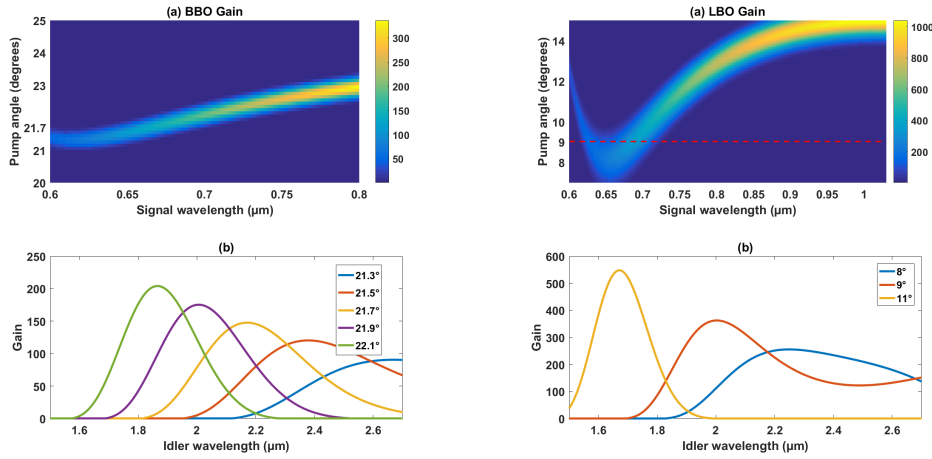 (a) BBO Gain
25
24
23
21.7
21
20
Pump angle (degrees)
0.6 0.65 0.7 0.75 0.8
Signal wavelength (μm)
300
250
200
150
100
50
(a) LBO Gain
14
12
10
9
8
Pump angle (degrees)
0.6 0.65 0.7 0.75 0.8 0.85 0.9 0.95 1
Signal wavelength (μm)
1000
800
600
400
200
(b)
250
200
150
100
50
0
Gain
1.6 1.8 2 2.2 2.4 2.6
Idler wavelength (μm)
21.3°
21.5°
21.7°
21.9°
22.1°
(b)
600
500
400
300
200
100
0
Gain
1.6 1.8 2 2.2 2.4 2.6
Idler wavelength (μm)
8°
9°
11°